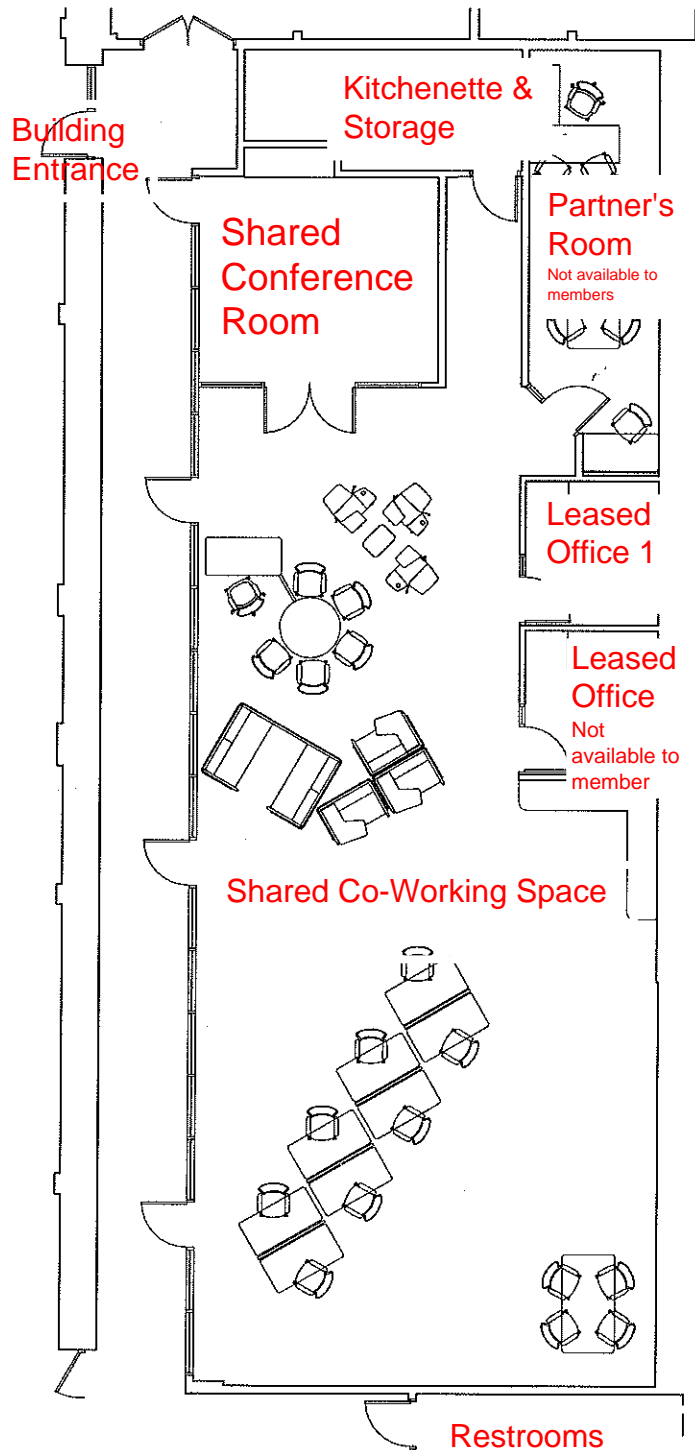 Kitchenette &
Storage
Building
Entrance
Partner's
Room
Not available to
members
Shared
Conference
Room
Leased
Office 1
Leased
Office
Not
available to
member
Shared Co-Working Space
Restrooms